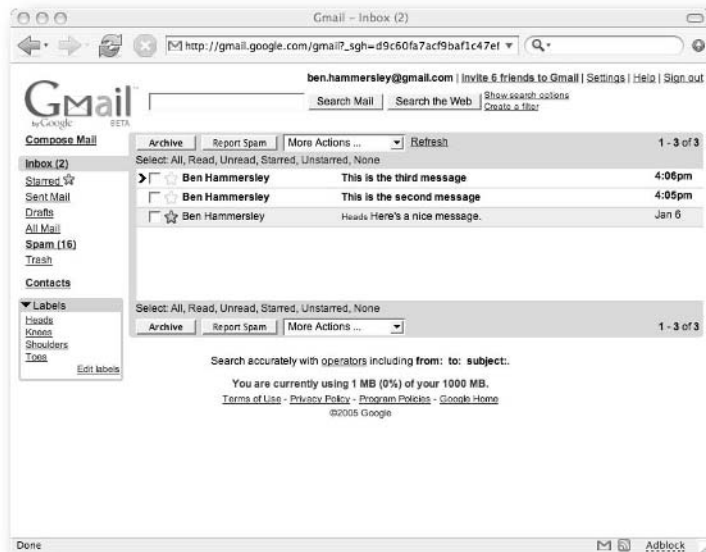 Gmail – Inbox (2)
http://gmail.google.com/gmail?_sgh=d9c60fa7acf9baf1c47ef
ben.hammersley@gmail.com | Invite 6 friends to Gmail | Settings | Help | Sign out
Gmail
by Google BETA
Search Mail Search the Web Show search options
Create a filter
Compose Mail
Archive Report Spam More Actions ... Refresh 1 - 3 of 3
Select: All, Read, Unread, Starred, Unstarred, None
Inbox (2)
Starred
Sent Mail
Drafts
All Mail
Spam (16)
Trash
Contacts
Ben Hammersley This is the third message 4:06pm
Ben Hammersley This is the second message 4:05pm
Ben Hammersley Heads Here's a nice message. Jan 6
Labels
Heads
Knees
Shoulders
Toes
Edit labels
Select: All, Read, Unread, Starred, Unstarred, None
Archive Report Spam More Actions ... 1 - 3 of 3
Search accurately with operators including from: to: subject:.
You are currently using 1 MB (0%) of your 1000 MB.
Terms of Use - Privacy Policy - Program Policies - Google Home
©2005 Google
Done Adblock